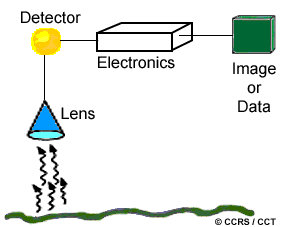 Detector
Electronics
Image
or
Data
Lens
© CCRS / CCT